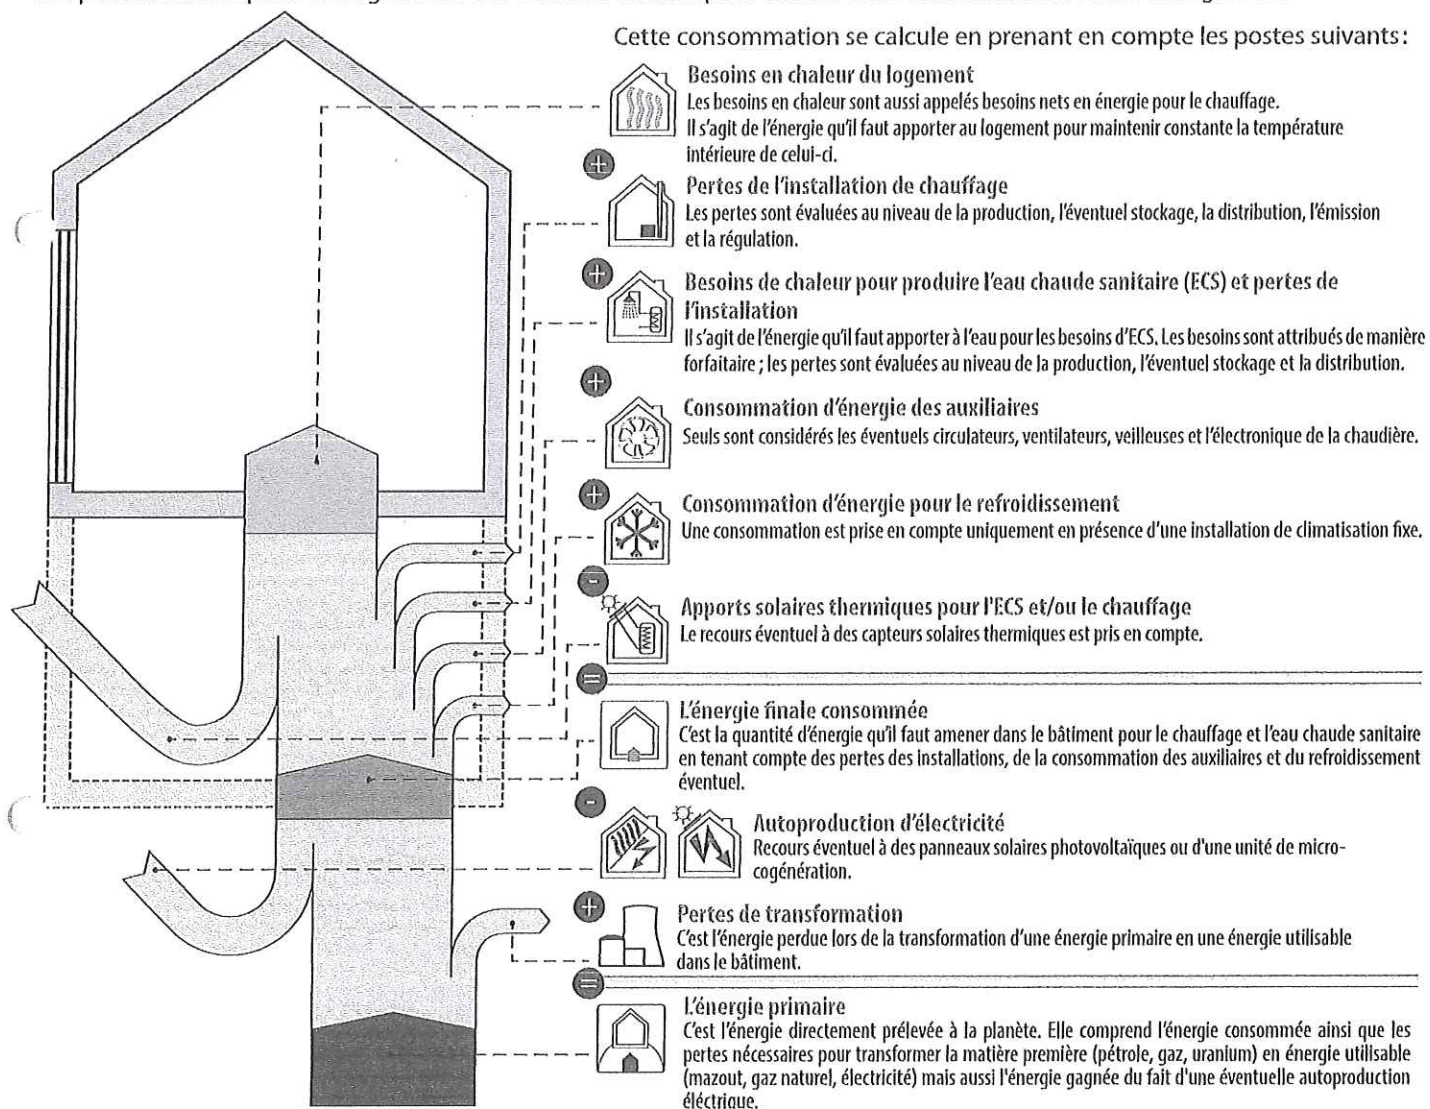 Cette consommation se calcule en prenant en compte les postes suivants:
Besoins en chaleur du logement
Les besoins en chaleur sont aussi appelés besoins nets en énergie pour le chauffage.
Il s'agit de l'énergie qu'il faut apporter au logement pour maintenir constante la température
intérieure de celui-ci.
+
Pertes de l'installation de chauffage
Les pertes sont évaluées au niveau de la production, l'éventuel stockage, la distribution, l'émission
et la régulation.
+
Besoins de chaleur pour produire l'eau chaude sanitaire (ECS) et pertes de
l'installation
Il s'agit de l'énergie qu'il faut apporter à l'eau pour les besoins d'ECS. Les besoins sont attribués de manière
forfaitaire ; les pertes sont évaluées au niveau de la production, l'éventuel stockage et la distribution.
+
Consommation d'énergie des auxiliaires
Seuls sont considérés les éventuels circulateurs, ventilateurs, veilleuses et l'électronique de la chaudière.
+
Consommation d'énergie pour le refroidissement
Une consommation est prise en compte uniquement en présence d'une installation de climatisation fixe.
-
Apports solaires thermiques pour l'ECS et/ou le chauffage
Le recours éventuel à des capteurs solaires thermiques est pris en compte.
=
L'énergie finale consommée
C'est la quantité d'énergie qu'il faut amener dans le bâtiment pour le chauffage et l'eau chaude sanitaire
en tenant compte des pertes des installations, de la consommation des auxiliaires et du refroidissement
éventuel.
-
Autoproduction d'électricité
Recours éventuel à des panneaux solaires photovoltaïques ou d'une unité de micro-
cogénération.
+
Pertes de transformation
C'est l'énergie perdue lors de la transformation d'une énergie primaire en une énergie utilisable
dans le bâtiment.
=
L'énergie primaire
C'est l'énergie directement prélevée à la planète. Elle comprend l'énergie consommée ainsi que les
pertes nécessaires pour transformer la matière première (pétrole, gaz, uranium) en énergie utilisable
(mazout, gaz naturel, électricité) mais aussi l'énergie gagnée du fait d'une éventuelle autoproduction
éléctrique.